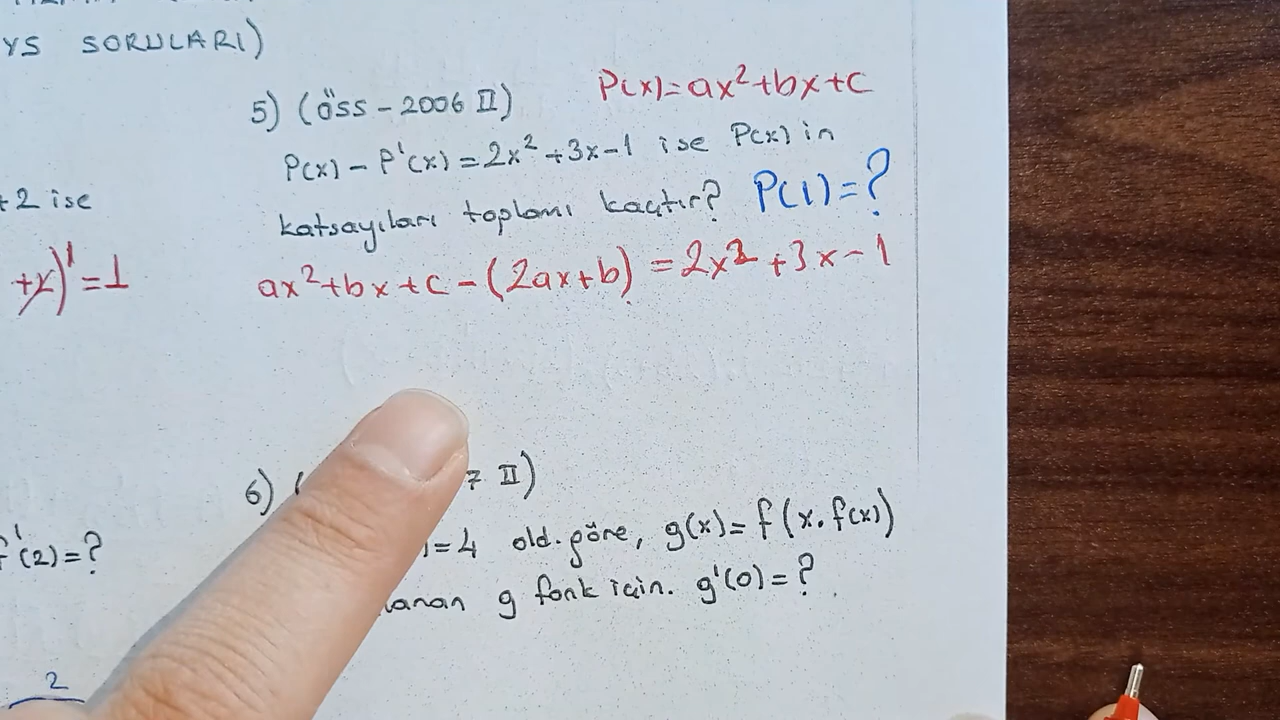 YS SORULARI)
+2 ise
+x)' = 1
f'(2)=?
2
5) (öss - 2006 II)
P(x)=ax²+bx+c
P(x) - P'(x) = 2x² +3x-1 ise P(x) in
katsayıları toplamı kaçtır? P(1)=?
ax²+bx+c-(2ax+b) = 2x² +3x-1
6) ( 7 II)
=4 old. göre, g(x)= f(x.f(x))
lanan g fonk için. g'(0)=?